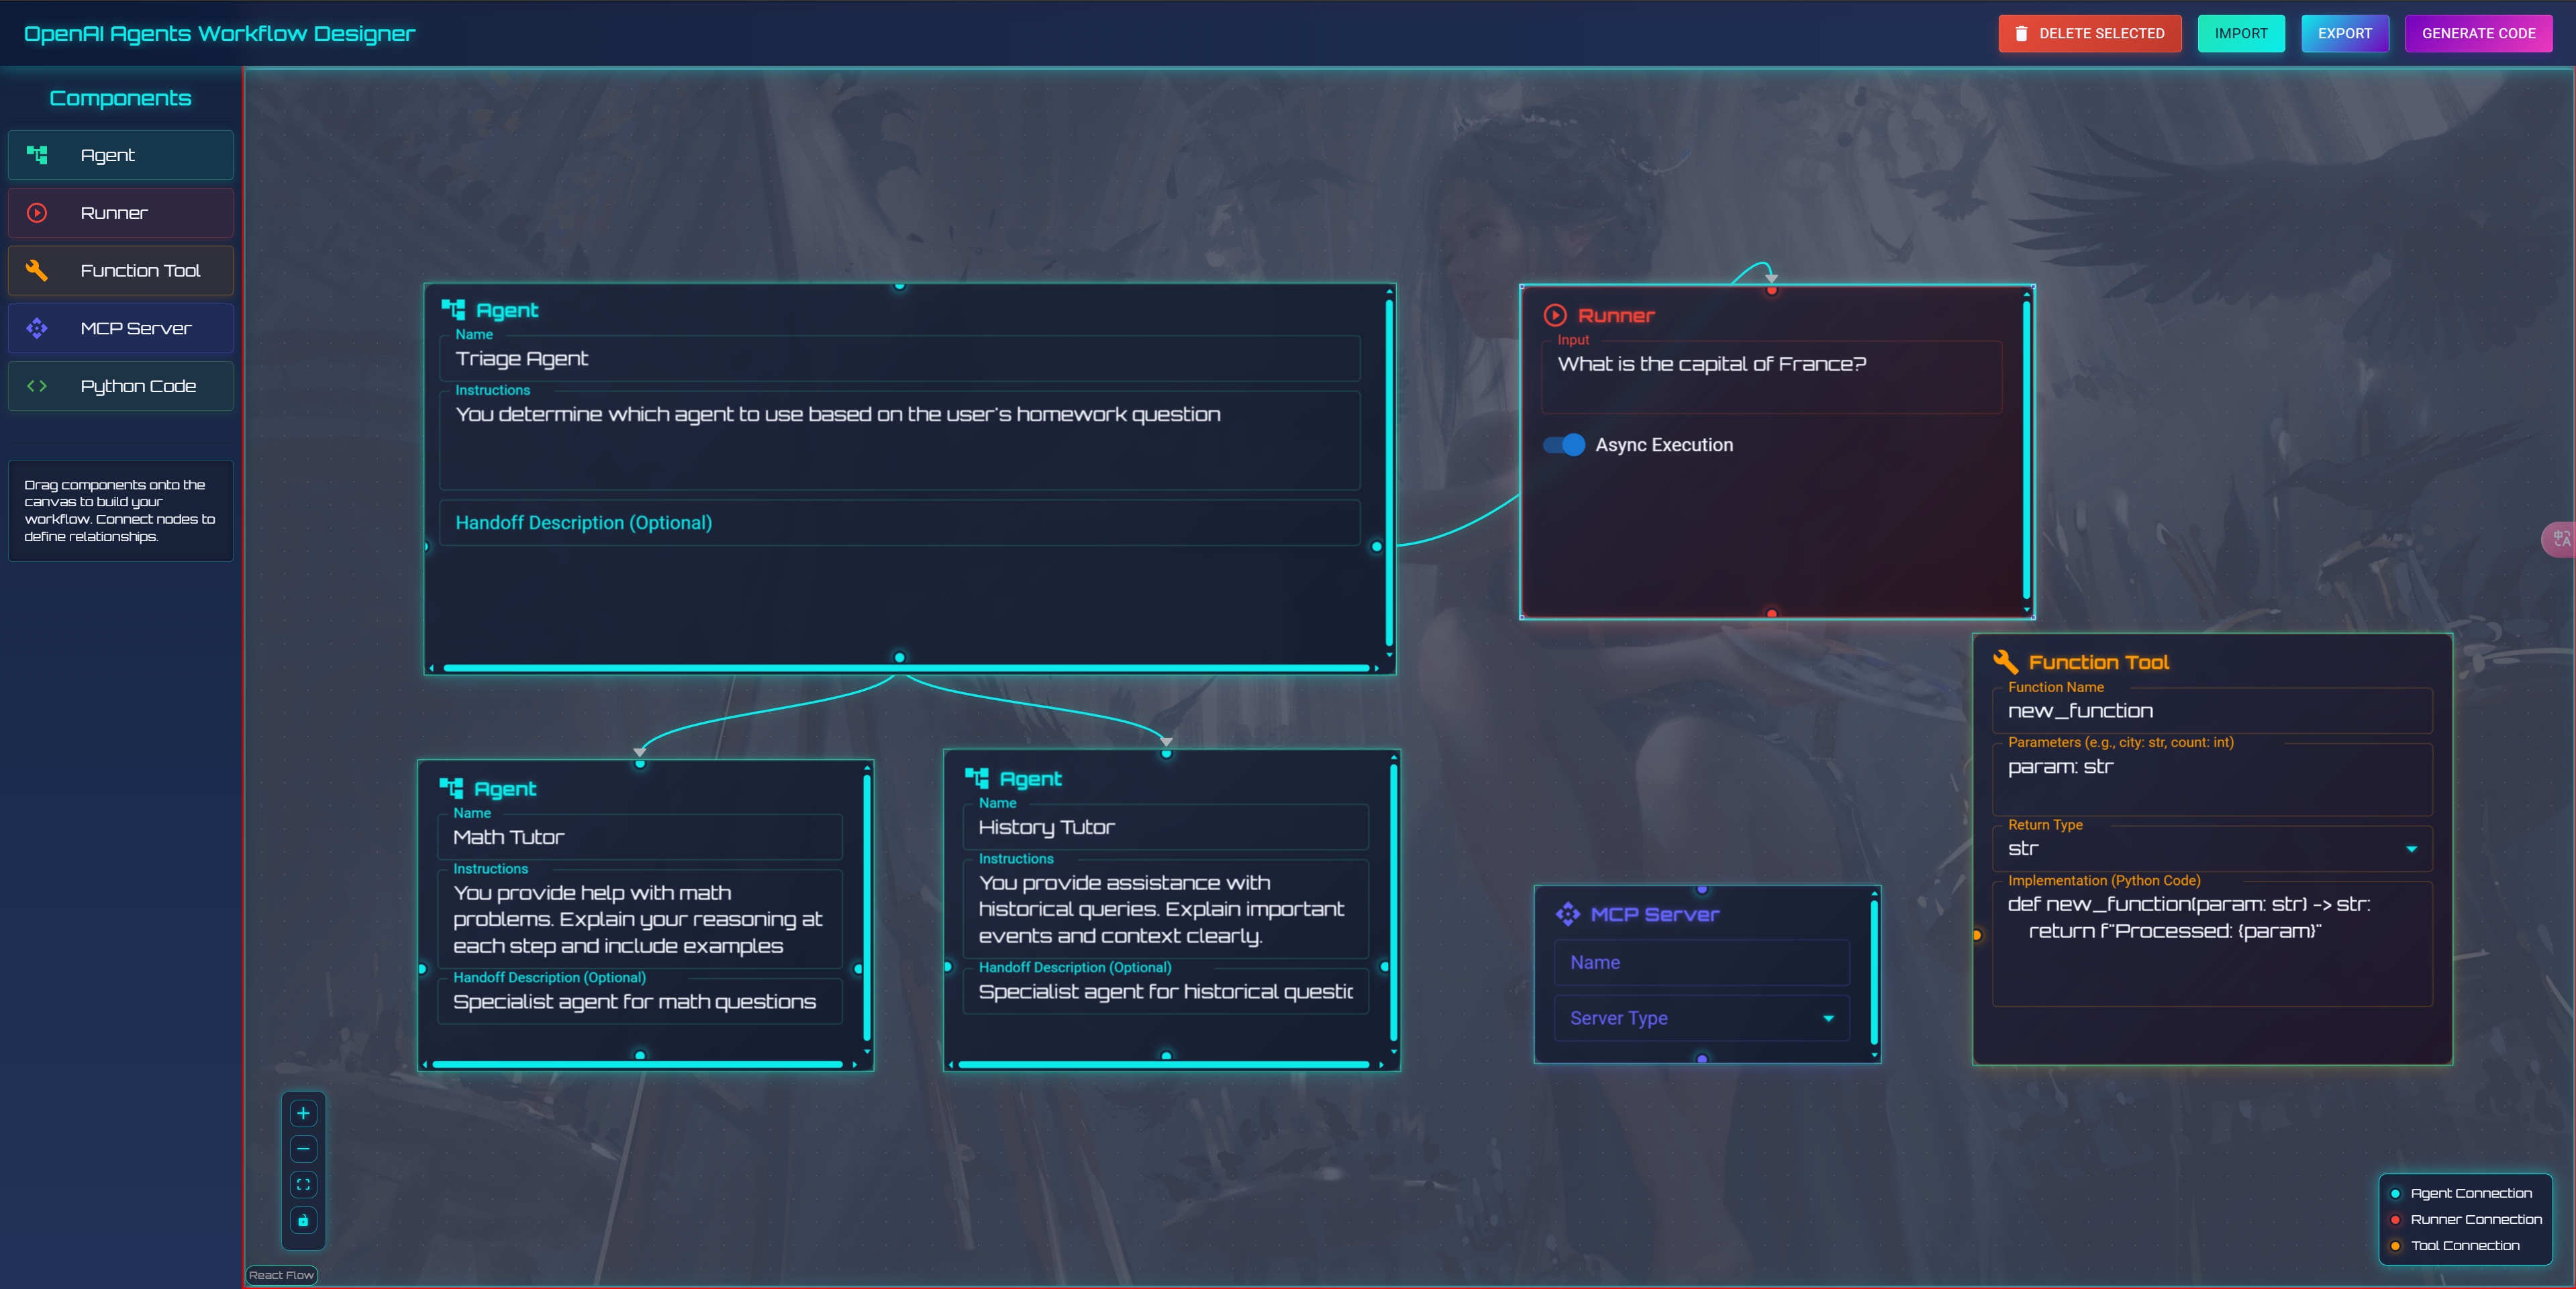 OpenAI Agents Workflow Designer
DELETE SELECTED
IMPORT
EXPORT
GENERATE CODE
Components
Agent
Runner
Function Tool
MCP Server
Python Code
Drag components onto the
canvas to build your
workflow. Connect nodes to
define relationships.
Agent
Name
Triage Agent
Instructions
You determine which agent to use based on the user's homework question
Handoff Description (Optional)
Runner
Input
What is the capital of France?
Async Execution
Agent
Name
Math Tutor
Instructions
You provide help with math
problems. Explain your reasoning at
each step and include examples
Handoff Description (Optional)
Specialist agent for math questions
Agent
Name
History Tutor
Instructions
You provide assistance with
historical queries. Explain important
events and context clearly.
Handoff Description (Optional)
Specialist agent for historical questic
MCP Server
Name
Server Type
Function Tool
Function Name
new_function
Parameters (e.g., city: str, count: int)
param: str
Return Type
str
Implementation (Python Code)
def new_function(param: str) -> str:
return f"Processed: {param}"
中A
Agent Connection
Runner Connection
Tool Connection
React Flow